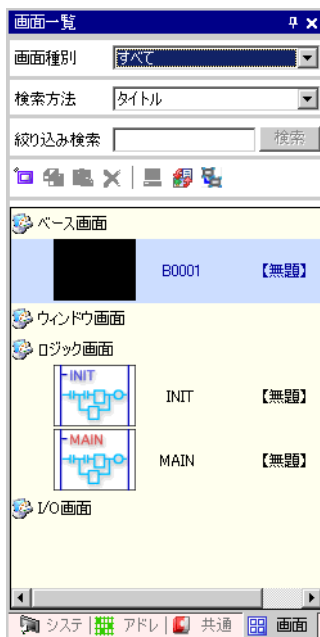 画面一覧
画面種別 すべて
検索方法 タイトル
絞り込み検索 検索
ベース画面
B0001 【無題】
ウィンドウ画面
ロジック画面
INIT
INIT 【無題】
MAIN
MAIN 【無題】
I/O画面
システ アドレ 共通 画面